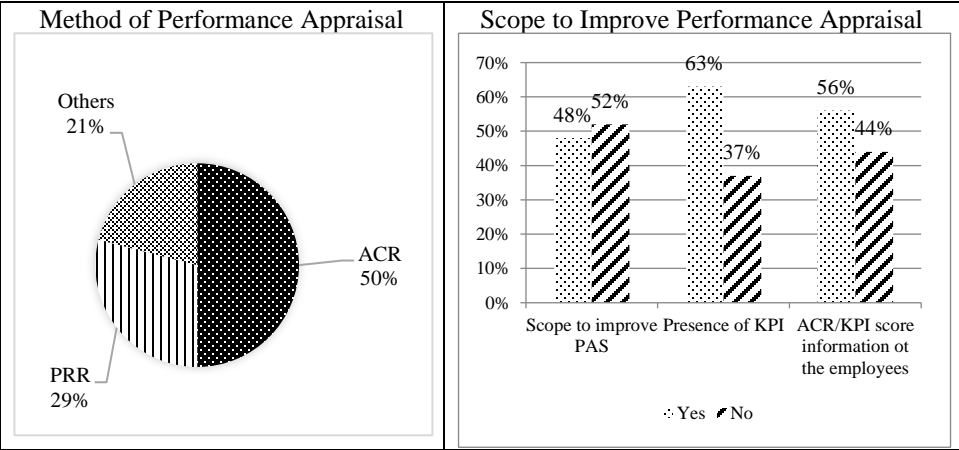 Method of Performance Appraisal
Others
21%
ACR
50%
PRR
29%
Scope to Improve Performance Appraisal
70%
60%
50%
40%
30%
20%
10%
0%
48%
52%
63%
37%
56%
44%
Scope to improve
PAS
Presence of KPI
ACR/KPI score
information ot
the employees
Yes
No